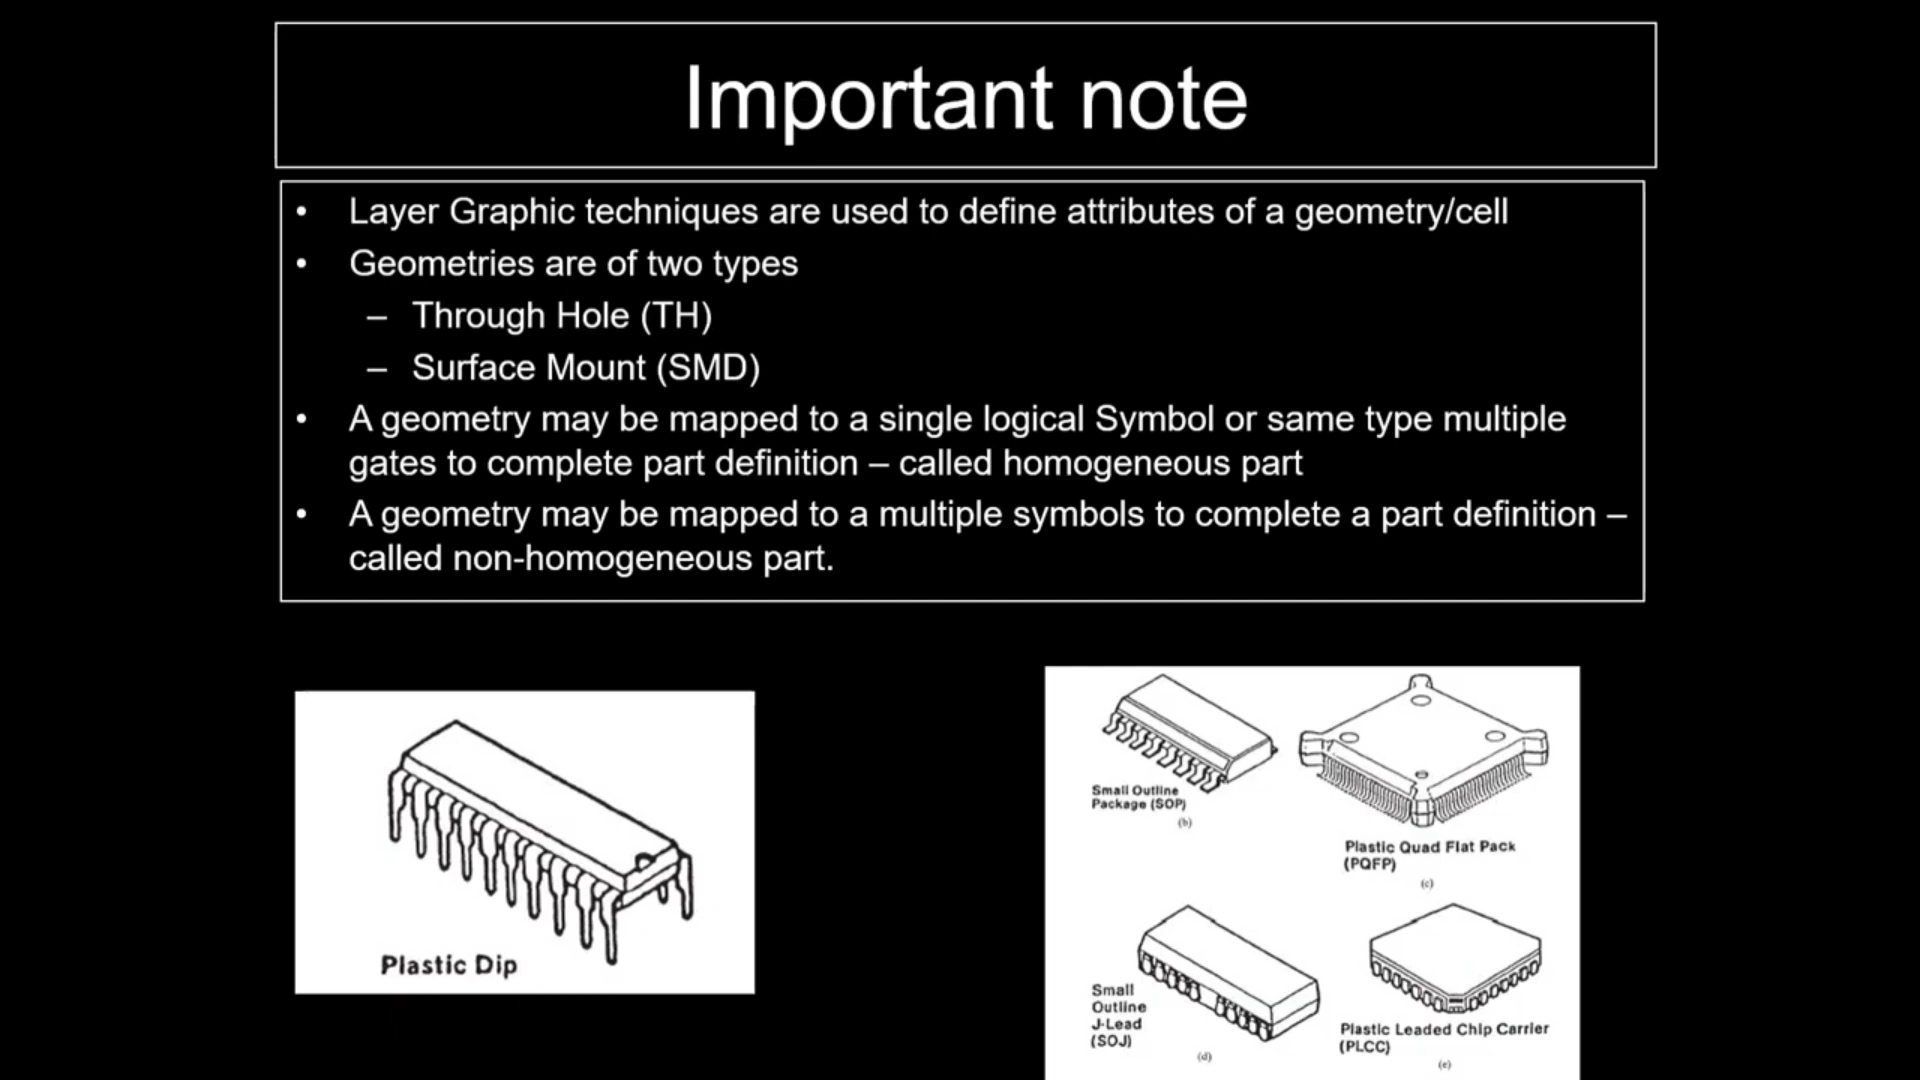 Important note
• Layer Graphic techniques are used to define attributes of a geometry/cell
• Geometries are of two types
– Through Hole (TH)
– Surface Mount (SMD)
• A geometry may be mapped to a single logical Symbol or same type multiple
gates to complete part definition – called homogeneous part
• A geometry may be mapped to a multiple symbols to complete a part definition –
called non-homogeneous part.
Plastic Dip
Small Outline
Package (SOP)
(b)
Plastic Quad Flat Pack
(PQFP)
(c)
Small
Outline
J-Lead
(SOJ)
(d)
Plastic Leaded Chip Carrier
(PLCC)
(e)